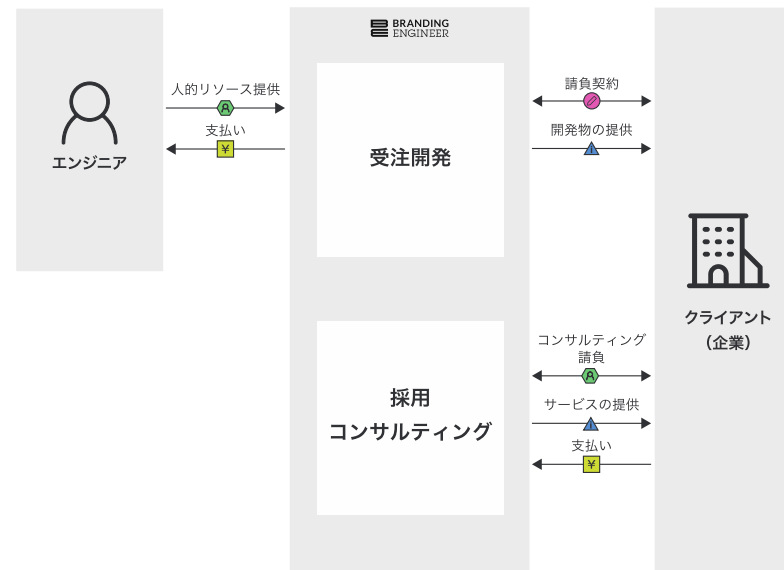 BRANDING
ENGINEER
エンジニア
人的リソース提供
支払い
¥
受注開発
請負契約
開発物の提供
i
採用
コンサルティング
コンサルティング
請負
サービスの提供
i
支払い
¥
クライアント
（企業）